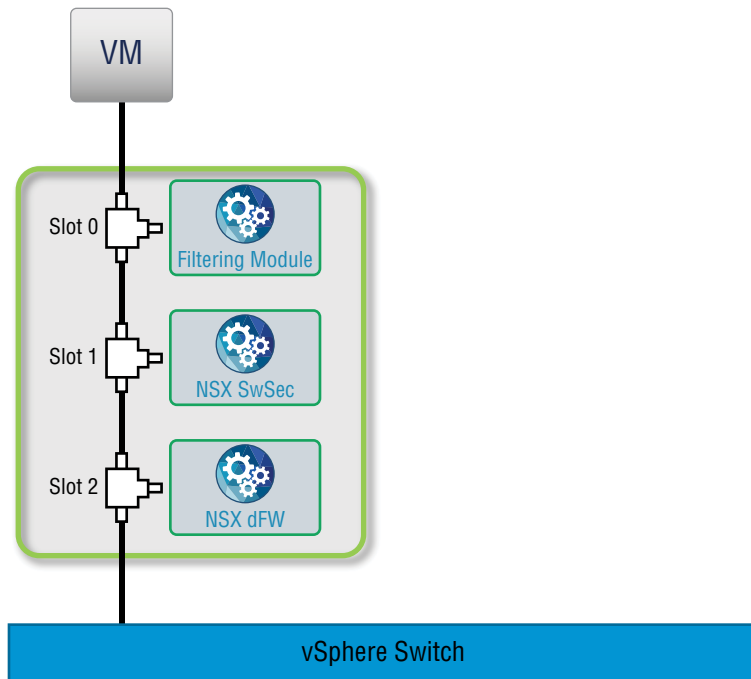 VM
Slot 0
Filtering Module
Slot 1
NSX SwSec
Slot 2
NSX dFW
vSphere Switch